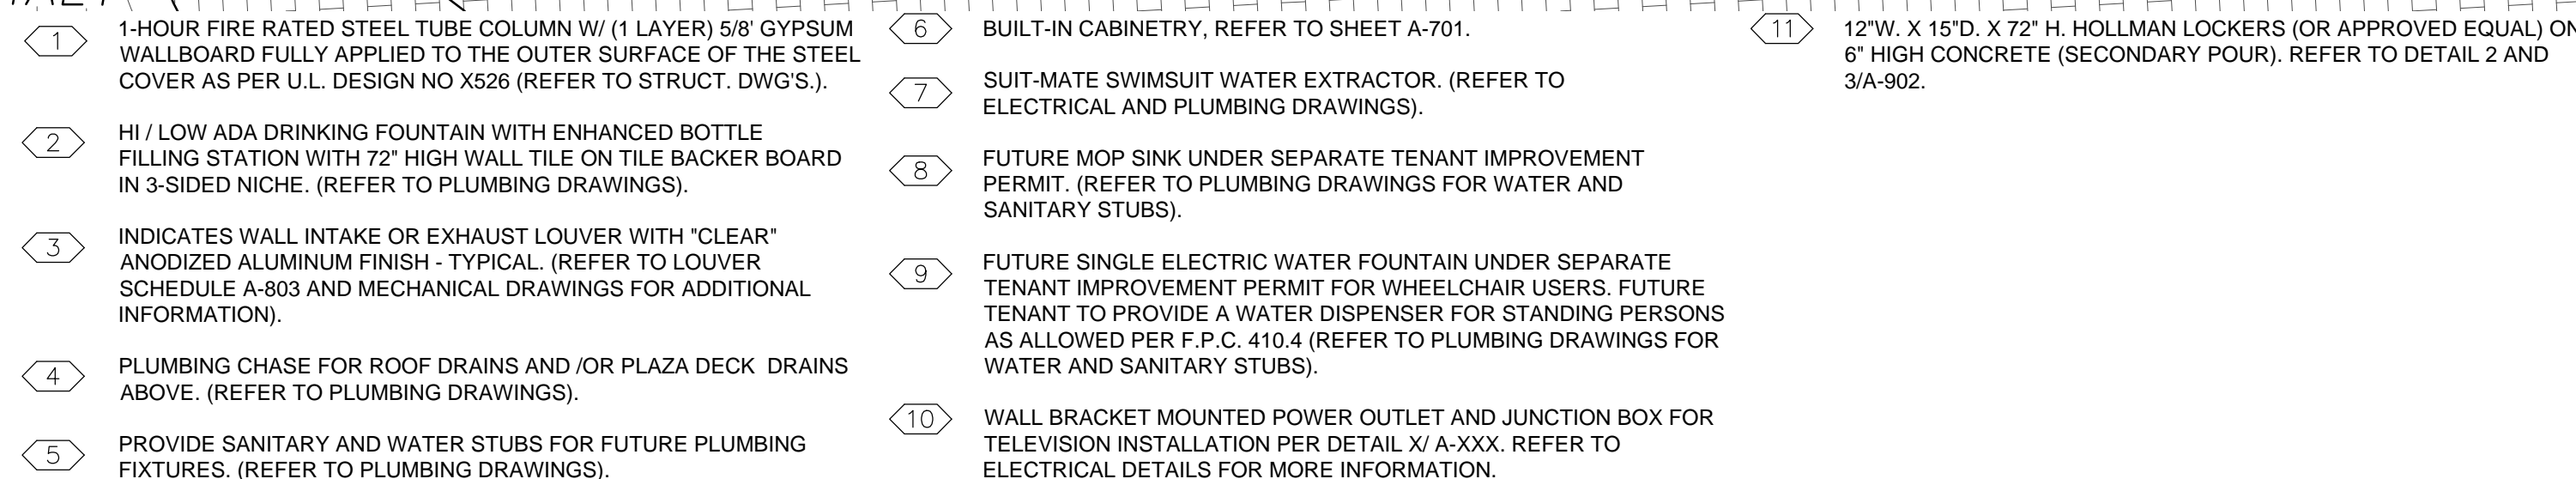 1
1-HOUR FIRE RATED STEEL TUBE COLUMN W/ (1 LAYER) 5/8' GYPSUM
WALLBOARD FULLY APPLIED TO THE OUTER SURFACE OF THE STEEL
COVER AS PER U.L. DESIGN NO X526 (REFER TO STRUCT. DWG'S.).
2
HI / LOW ADA DRINKING FOUNTAIN WITH ENHANCED BOTTLE
FILLING STATION WITH 72" HIGH WALL TILE ON TILE BACKER BOARD
IN 3-SIDED NICHE. (REFER TO PLUMBING DRAWINGS).
3
INDICATES WALL INTAKE OR EXHAUST LOUVER WITH "CLEAR"
ANODIZED ALUMINUM FINISH - TYPICAL. (REFER TO LOUVER
SCHEDULE A-803 AND MECHANICAL DRAWINGS FOR ADDITIONAL
INFORMATION).
4
PLUMBING CHASE FOR ROOF DRAINS AND /OR PLAZA DECK DRAINS
ABOVE. (REFER TO PLUMBING DRAWINGS).
5
PROVIDE SANITARY AND WATER STUBS FOR FUTURE PLUMBING
FIXTURES. (REFER TO PLUMBING DRAWINGS).
6
BUILT-IN CABINETRY, REFER TO SHEET A-701.
7
SUIT-MATE SWIMSUIT WATER EXTRACTOR. (REFER TO
ELECTRICAL AND PLUMBING DRAWINGS).
8
FUTURE MOP SINK UNDER SEPARATE TENANT IMPROVEMENT
PERMIT. (REFER TO PLUMBING DRAWINGS FOR WATER AND
SANITARY STUBS).
9
FUTURE SINGLE ELECTRIC WATER FOUNTAIN UNDER SEPARATE
TENANT IMPROVEMENT PERMIT FOR WHEELCHAIR USERS. FUTURE
TENANT TO PROVIDE A WATER DISPENSER FOR STANDING PERSONS
AS ALLOWED PER F.P.C. 410.4 (REFER TO PLUMBING DRAWINGS FOR
WATER AND SANITARY STUBS).
10
WALL BRACKET MOUNTED POWER OUTLET AND JUNCTION BOX FOR
TELEVISION INSTALLATION PER DETAIL X/ A-XXX. REFER TO
ELECTRICAL DETAILS FOR MORE INFORMATION.
11
12"W. X 15"D. X 72" H. HOLLMAN LOCKERS (OR APPROVED EQUAL) ON
6" HIGH CONCRETE (SECONDARY POUR). REFER TO DETAIL 2 AND
3/A-902.